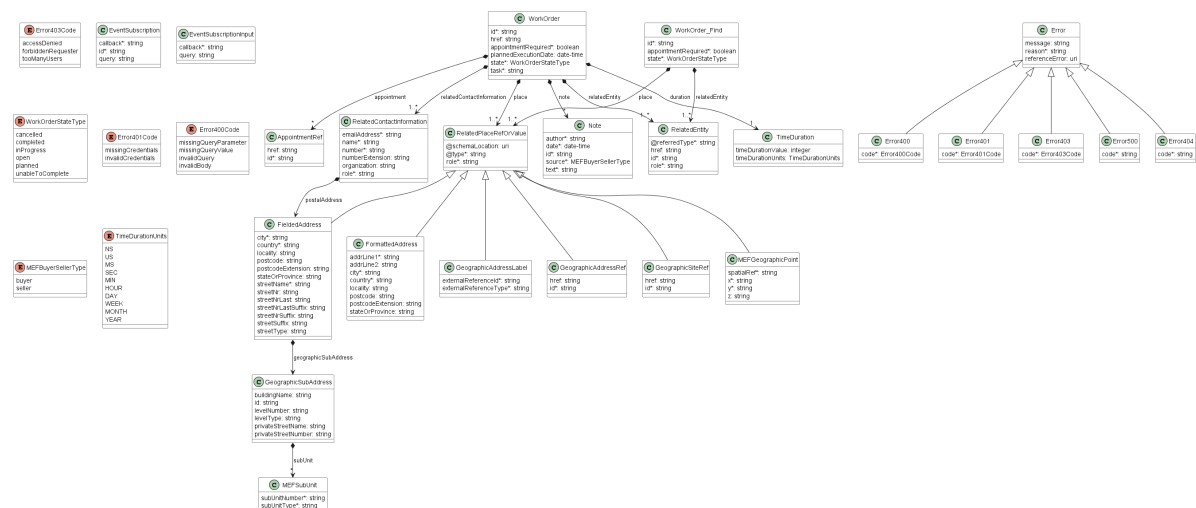 E Error403Code
accessDenied
forbiddenRequester
tooManyUsers
C EventSubscription
callback*: string
id*: string
query: string
C EventSubscriptionInput
callback*: string
query: string
C WorkOrder
id*: string
href: string
appointmentRequired*: boolean
plannedExecutionDate: date-time
state*: WorkOrderStateType
task*: string
C WorkOrder_Find
id*: string
appointmentRequired*: boolean
state*: WorkOrderStateType
C Error
message: string
reason*: string
referenceError: uri
appointment
relatedContactInformation
place
note
relatedEntity
place
duration
relatedEntity
*
1..*
1..*
1..*
*
1..*
1..*
1
E WorkOrderStateType
cancelled
completed
inProgress
open
planned
unableToComplete
E Error401Code
missingCredentials
invalidCredentials
E Error400Code
missingQueryParameter
missingQueryValue
invalidQuery
invalidBody
C AppointmentRef
href: string
id*: string
C RelatedContactInformation
emailAddress*: string
name*: string
number*: string
numberExtension: string
organization: string
role*: string
C RelatedPlaceRefOrValue
@schemaLocation: uri
@type*: string
role*: string
C Note
author*: string
date*: date-time
id*: string
source*: MEFBuyerSellerType
text*: string
C RelatedEntity
@referredType*: string
href: string
id*: string
role*: string
C TimeDuration
timeDurationValue: integer
timeDurationUnits: TimeDurationUnits
C Error400
code*: Error400Code
C Error401
code*: Error401Code
C Error403
code*: Error403Code
C Error500
code*: string
C Error404
code*: string
postalAddress
E MEFBuyerSellerType
buyer
seller
E TimeDurationUnits
NS
US
MS
SEC
MIN
HOUR
DAY
WEEK
MONTH
YEAR
C FieldedAddress
city*: string
country*: string
locality: string
postcode: string
postcodeExtension: string
stateOrProvince: string
streetName*: string
streetNr: string
streetNrLast: string
streetNrLastSuffix: string
streetNrSuffix: string
streetSuffix: string
streetType: string
C FormattedAddress
addrLine1*: string
addrLine2: string
city*: string
country*: string
locality: string
postcode: string
postcodeExtension: string
stateOrProvince: string
C GeographicAddressLabel
externalReferenceId*: string
externalReferenceType*: string
C GeographicAddressRef
href: string
id*: string
C GeographicSiteRef
href: string
id*: string
C MEFGeographicPoint
spatialRef*: string
x*: string
y*: string
z: string
geographicSubAddress
C GeographicSubAddress
buildingName: string
id: string
levelNumber: string
levelType: string
privateStreetName: string
privateStreetNumber: string
subUnit
*
C MEFSubUnit
subUnitNumber*: string
subUnitType*: string